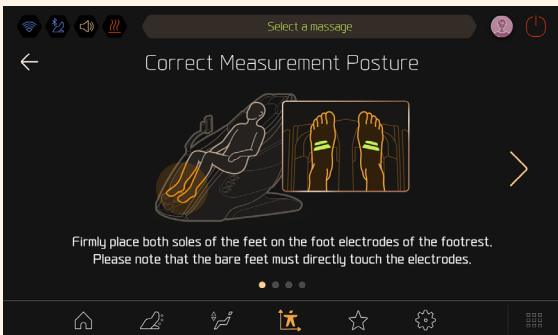 Select a massage
Correct Measurement Posture
Firmly place both soles of the feet on the foot electrodes of the footrest.
Please note that the bare feet must directly touch the electrodes.